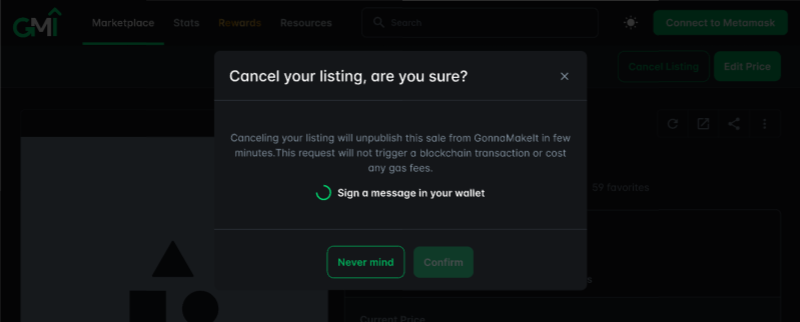 GMI
Marketplace
Stats
Rewards
Resources
Search
Connect to Metamask
Cancel Listing
Edit Price
Cancel your listing, are you sure?
Canceling your listing will unpublish this sale from GonnaMakeIt in few
minutes.This request will not trigger a blockchain transaction or cost
any gas fees.
59 favorites
Sign a message in your wallet
Never mind
Confirm
Current Price